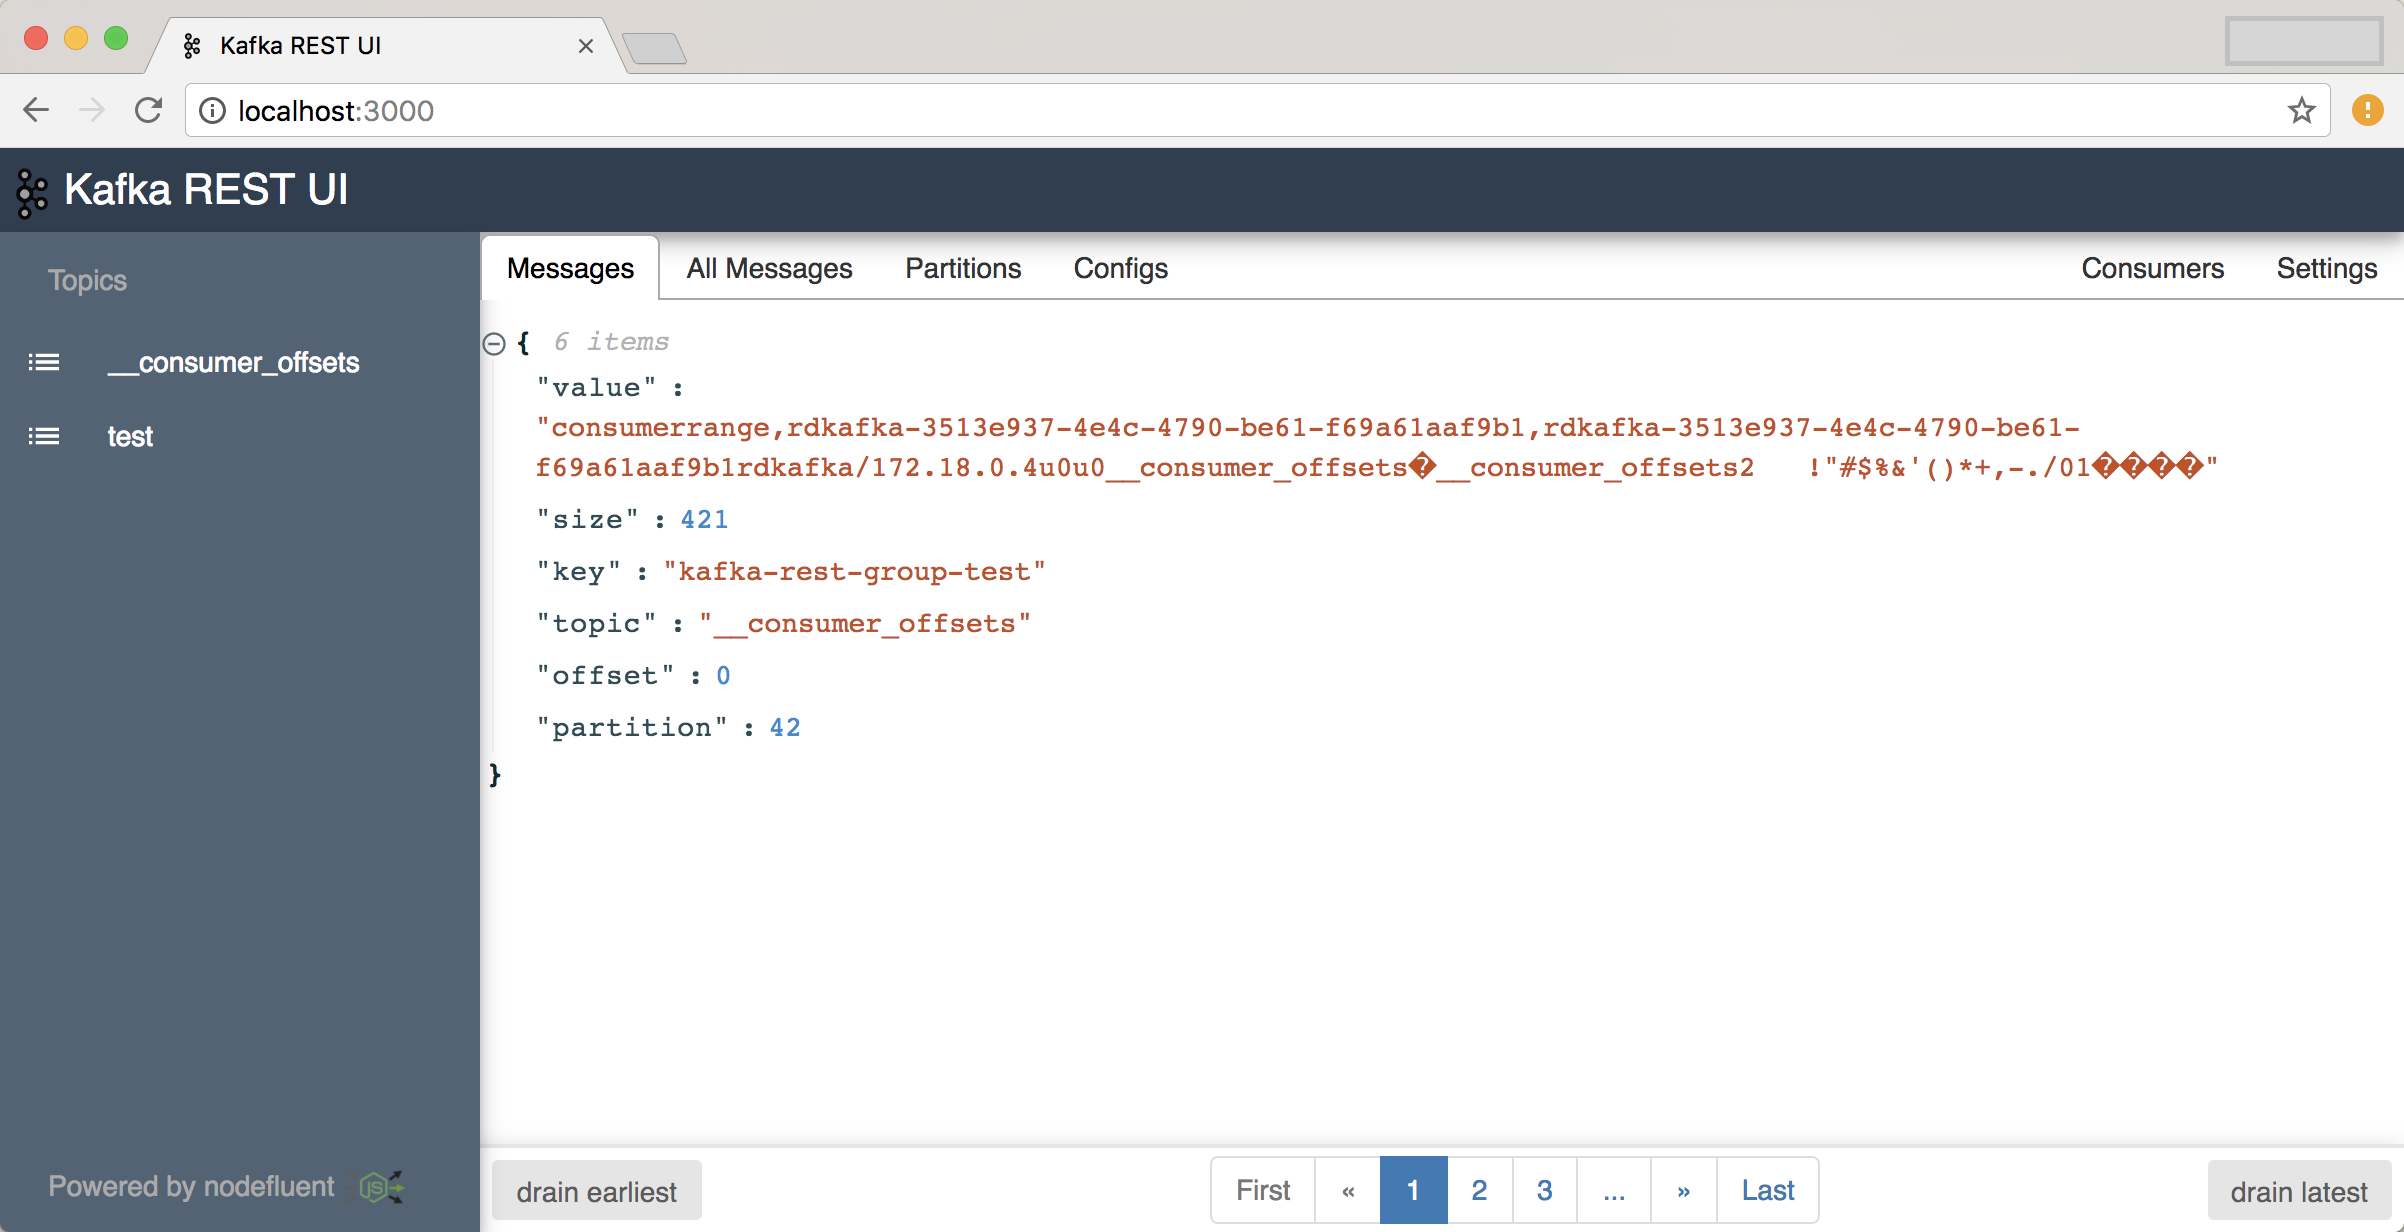 Kafka REST UI
localhost:3000
Kafka REST UI
Topics
__consumer_offsets
test
Powered by nodefluent
JS
Messages All Messages Partitions Configs Consumers Settings
{ 6 items
"value" :
"consumerrange,rdkafka-3513e937-4e4c-4790-be61-f69a61aaf9b1,rdkafka-3513e937-4e4c-4790-be61-
f69a61aaf9b1rdkafka/172.18.0.4u0u0__consumer_offsets�__consumer_offsets2 !"#$%&'()*+,-./01����"
"size" : 421
"key" : "kafka-rest-group-test"
"topic" : "__consumer_offsets"
"offset" : 0
"partition" : 42
}
drain earliest First « 1 2 3 ... » Last drain latest